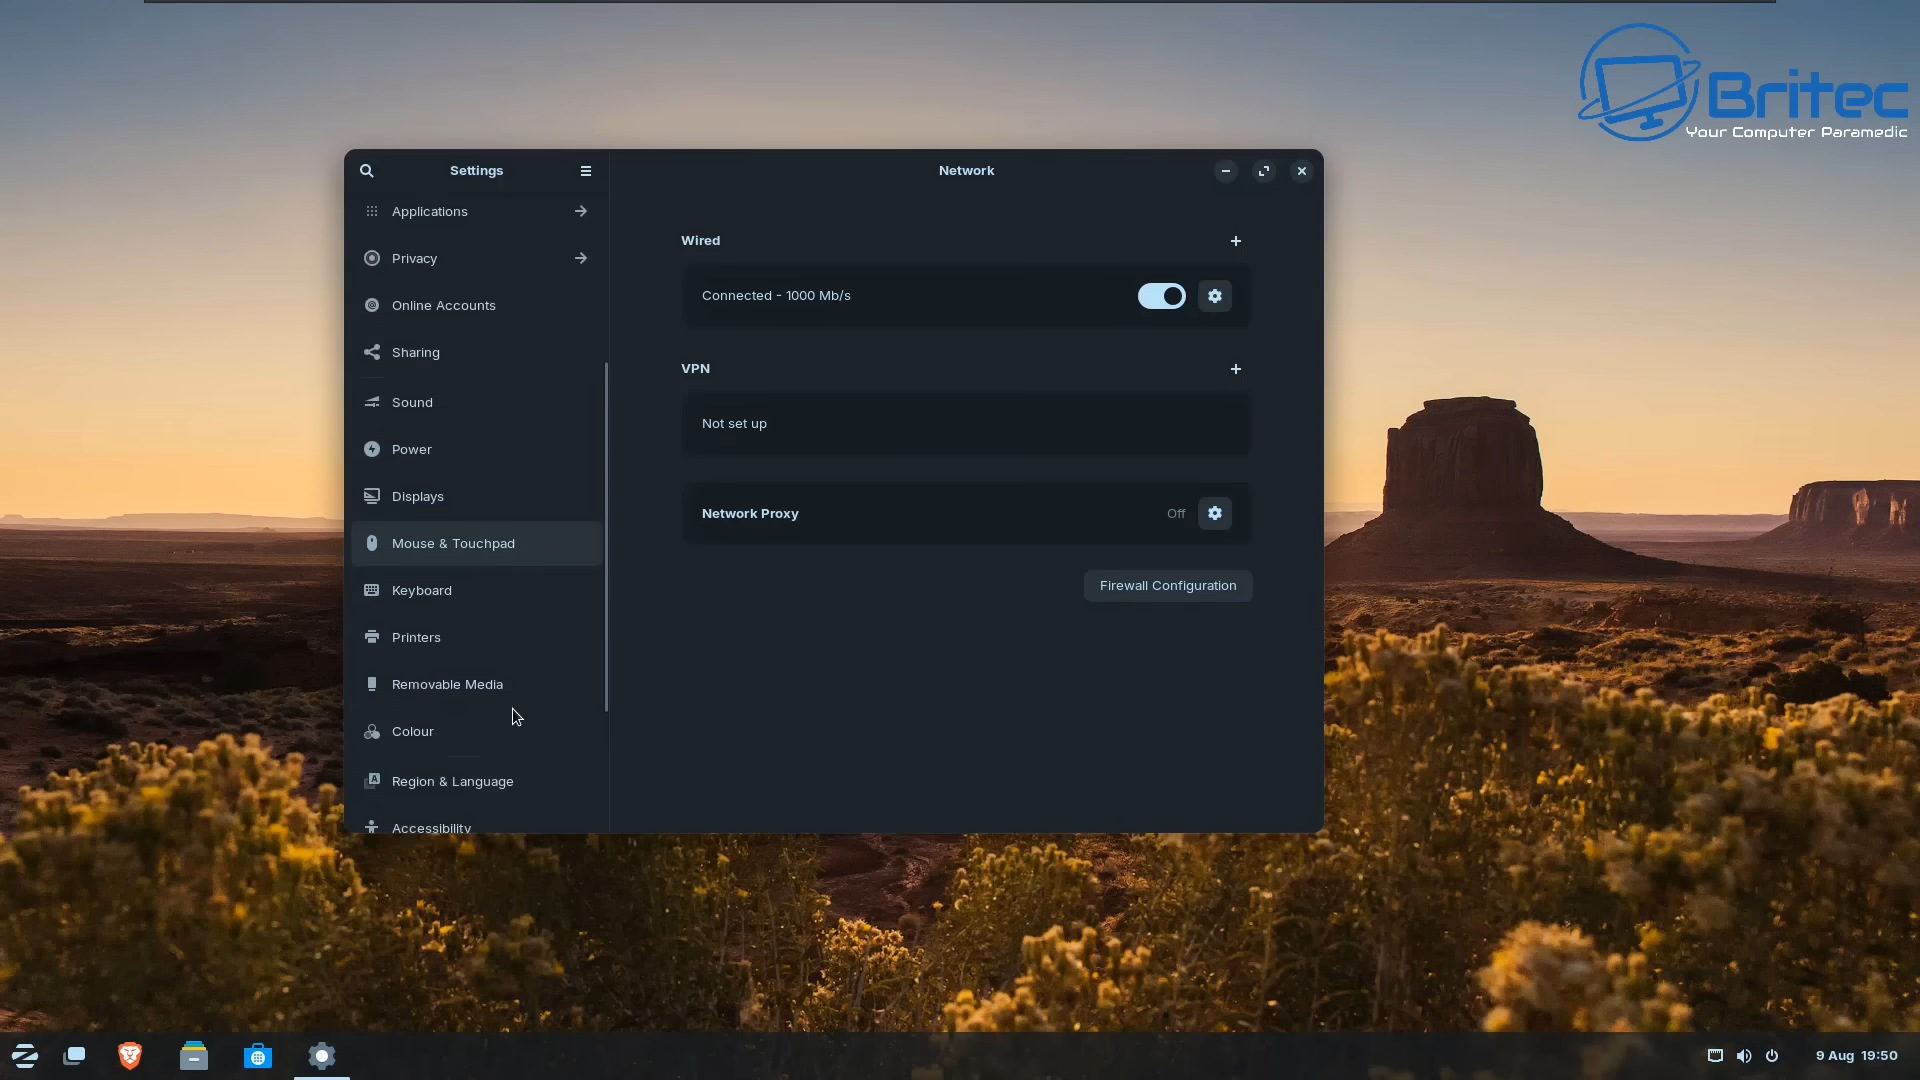 Britec
Your Computer Paramedic
Settings
Network
Applications
Privacy
Online Accounts
Sharing
Sound
Power
Displays
Mouse & Touchpad
Keyboard
Printers
Removable Media
Colour
Region & Language
Accessibility
Wired
Connected - 1000 Mb/s
VPN
Not set up
Network Proxy
Off
Firewall Configuration
9 Aug 19:50